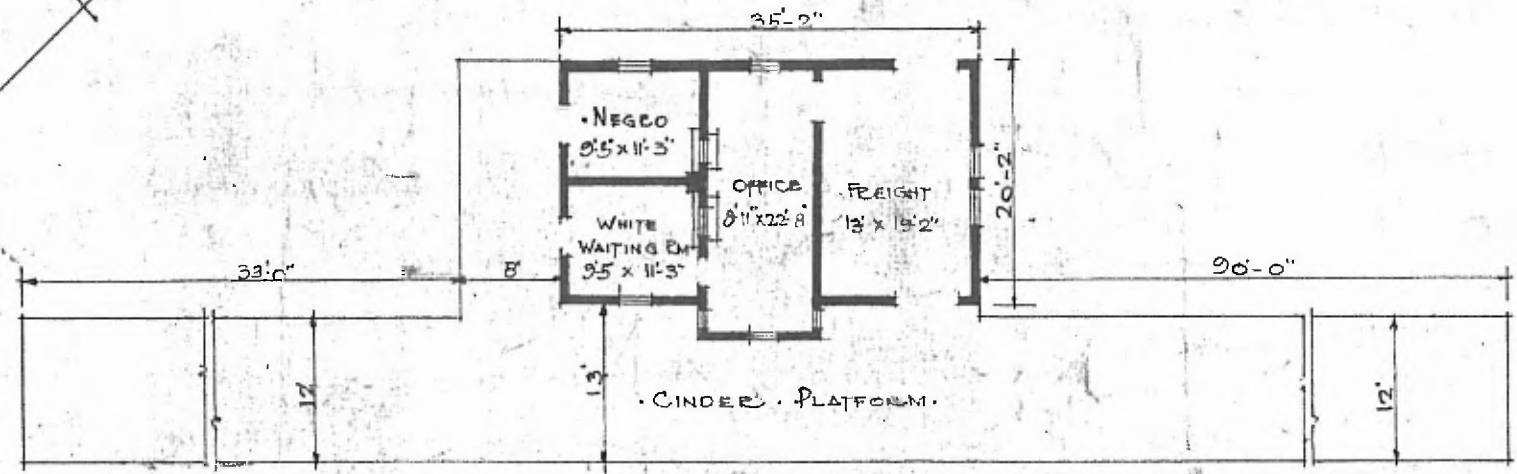 35'-2"
• NEGRO
9'-5" x 11'-3"
OFFICE
8'11" x 22'8"
FREIGHT
13' x 19'2"
20'-2"
WHITE
WAITING RM
9'-5" x 11'-3"
33'-0"
8'
90'-0"
12'
13'
• CINDER • PLATFORM •
12'